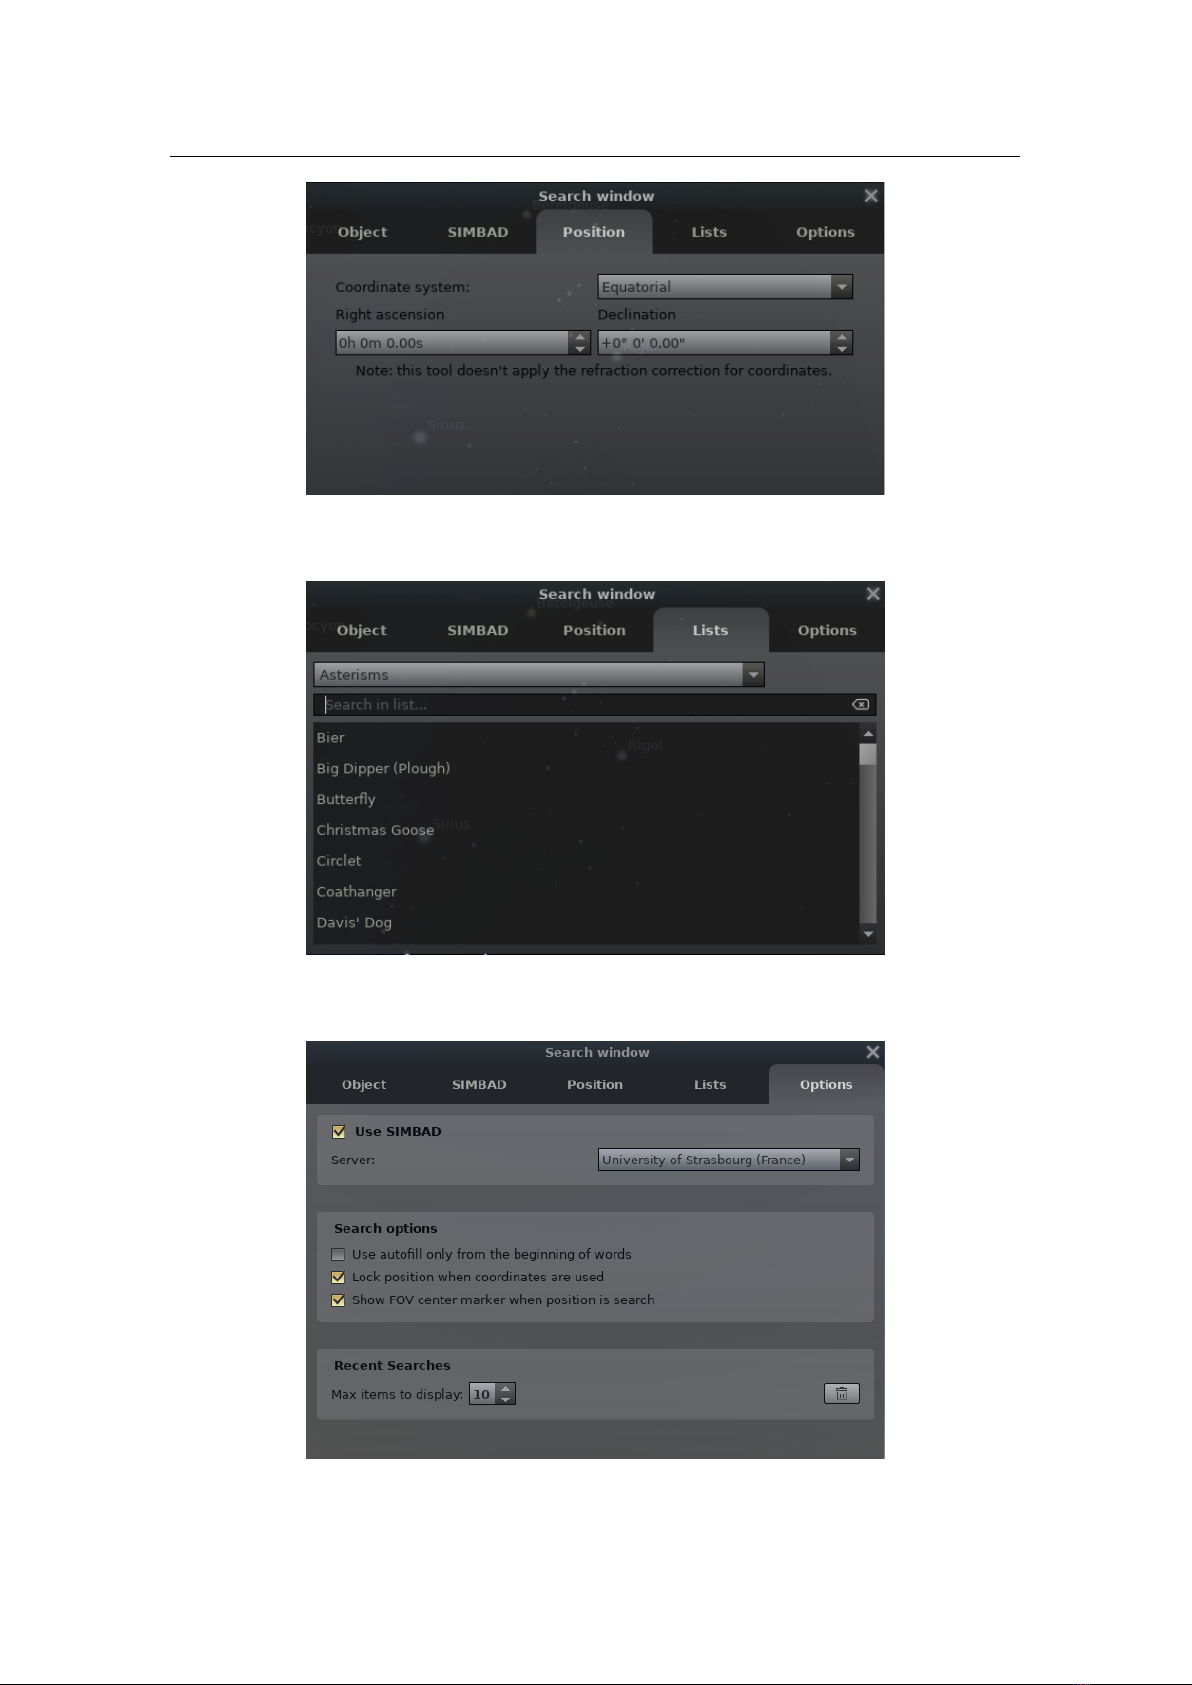 Search window
Betelgeuse
ocyon
Object SIMBAD Position Lists Options
Coordinate system: Equatorial
Right ascension Declination
0h 0m 0.00s +0° 0' 0.00"
Note: this tool doesn't apply the refraction correction for coordinates.
Sirius
Search window
Betelgeuse
ocyon
Object SIMBAD Position Lists Options
Asterisms
Search in list...
Bier
Rigel
Big Dipper (Plough)
Butterfly
Christmas Goose
Sirius
Circlet
Coathanger
Davis' Dog
Search window
Object SIMBAD Position Lists Options
Use SIMBAD
Server: University of Strasbourg (France)
Search options
Use autofill only from the beginning of words
Lock position when coordinates are used
Show FOV center marker when position is search
Recent Searches
Max items to display: 10